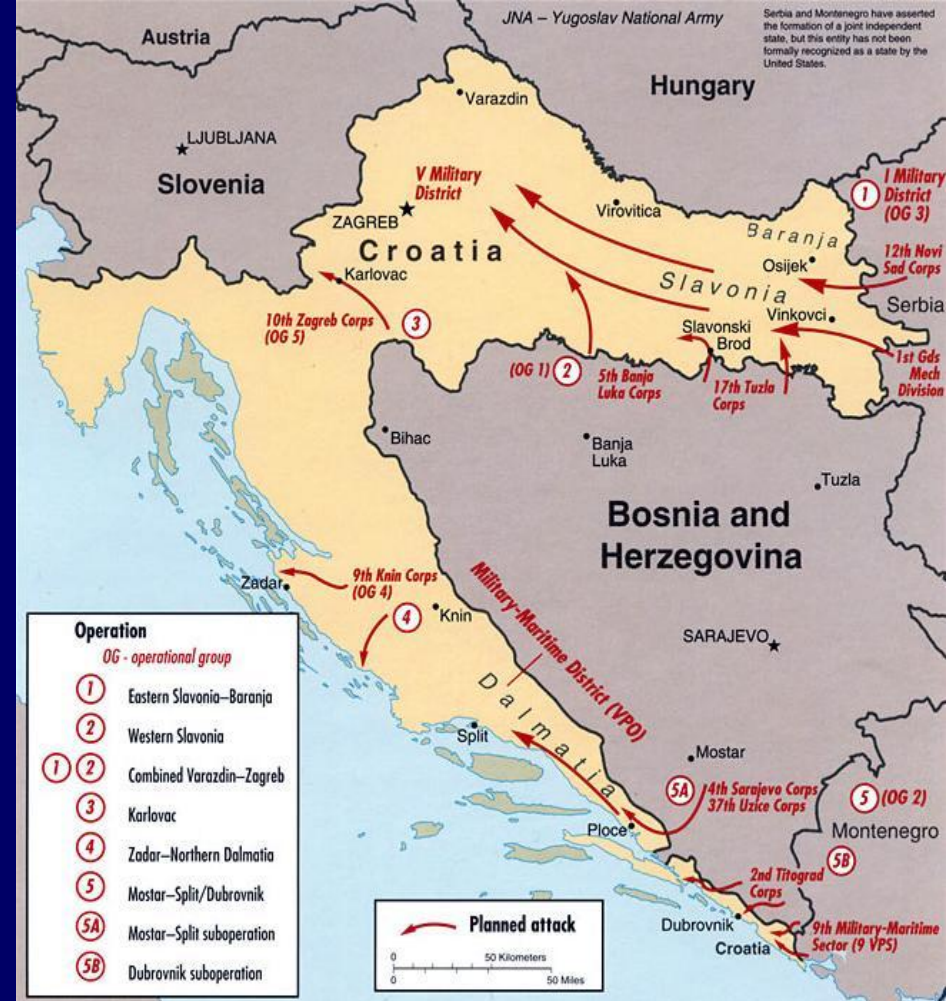 JNA – Yugoslav National Army
Serbia and Montenegro have asserted
the formation of a joint independent
state, but this entity has not been
formally recognized as a state by the
United States.
Austria
Hungary
Varazdin
LJUBLJANA
Slovenia
V Military
District
ZAGREB
Croatia
Virovitica
1
I Military
District
(OG 3)
Baranja
Osijek
12th Novi
Sad Corps
Slavonia
Serbia
Karlovac
Vinkovci
10th Zagreb Corps
(OG 5)
3
Slavonski
Brod
(OG 1)
2
5th Banja
Luka Corps
17th Tuzla
Corps
1st Gds
Mech
Division
Bihac
Banja
Luka
Tuzla
Bosnia and
Herzegovina
Zadar
9th Knin Corps
(OG 4)
4
Knin
Military-Maritime District (VPO)
SARAJEVO
Dalmatia
Split
Mostar
5A
4th Sarajevo Corps
37th Uzice Corps
5
(OG 2)
Montenegro
Ploce
5B
2nd Titograd
Corps
Dubrovnik
Croatia
9th Military-Maritime
Sector (9 VPS)
Operation
OG - operational group
1 Eastern Slavonia–Baranja
2 Western Slavonia
1 2 Combined Varazdin–Zagreb
3 Karlovac
4 Zadar–Northern Dalmatia
5 Mostar–Split/Dubrovnik
5A Mostar–Split suboperation
5B Dubrovnik suboperation
Planned attack
0 50 Kilometers
0 50 Miles